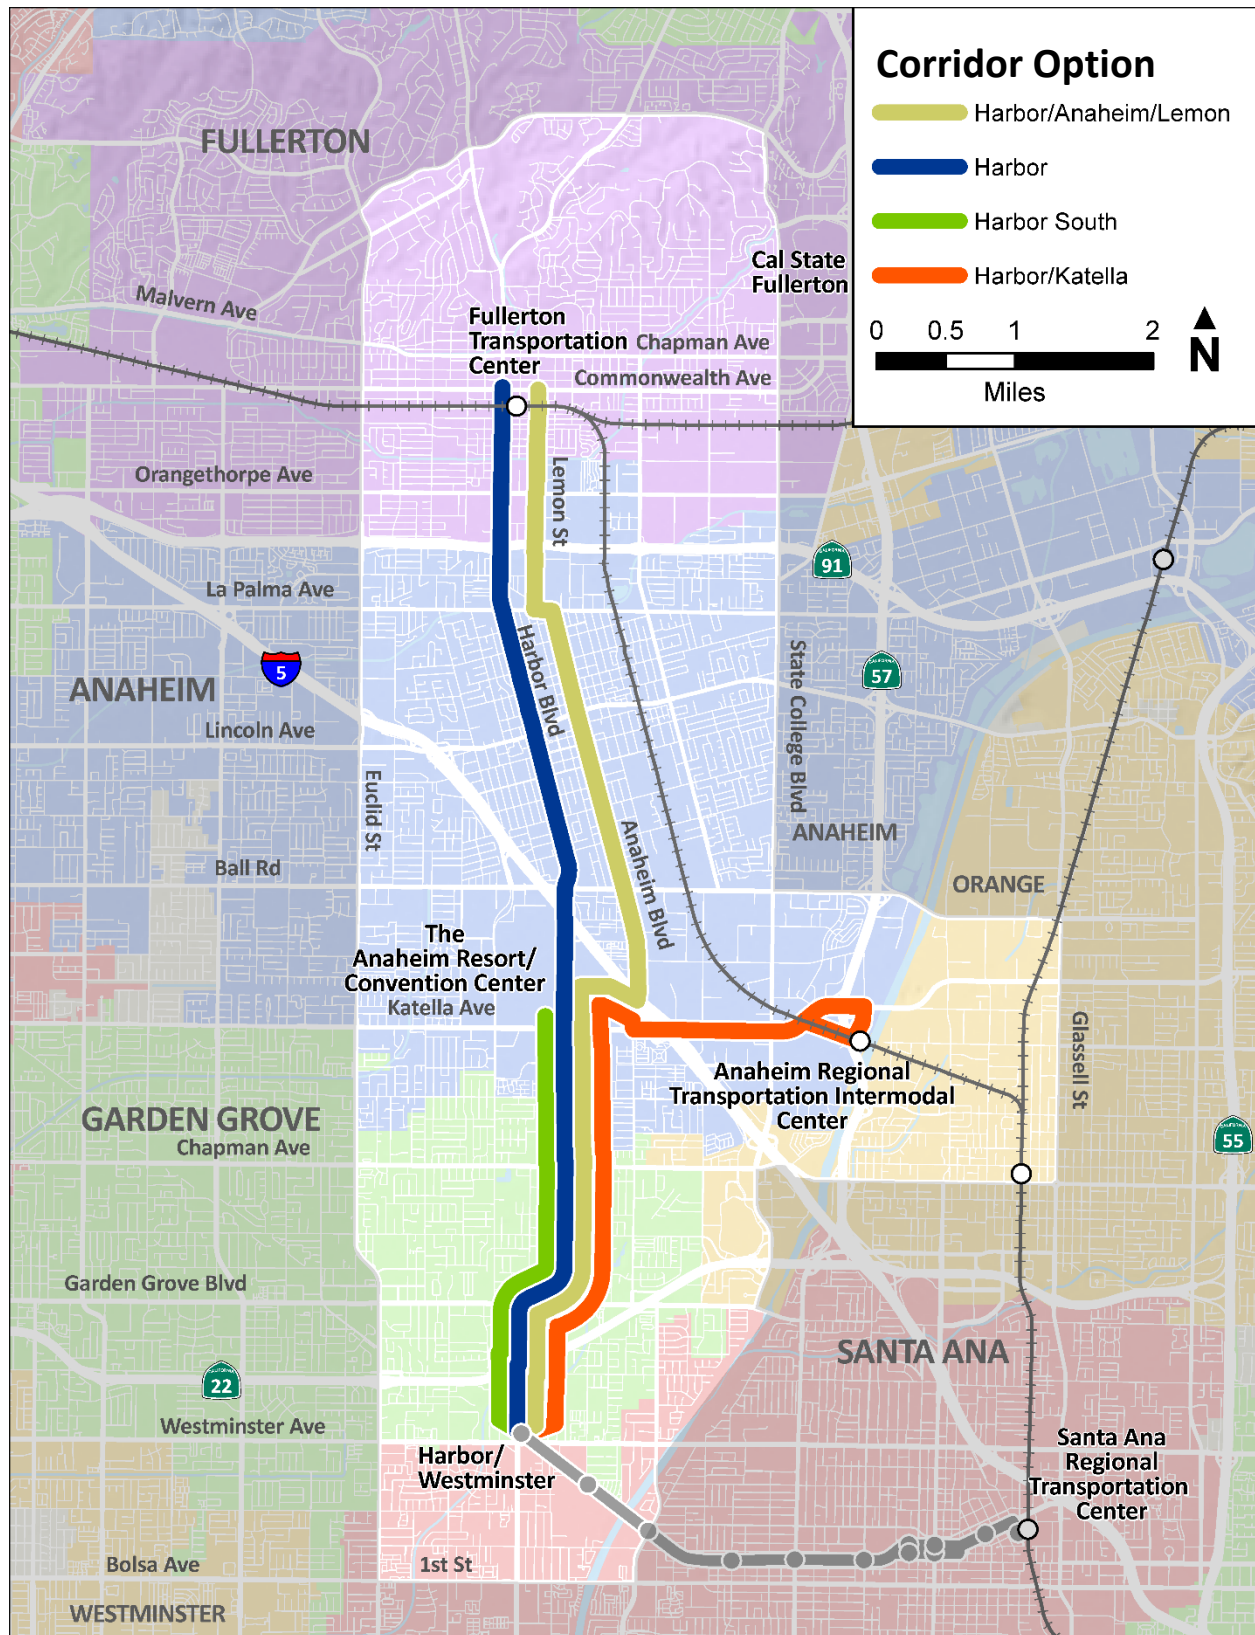 Corridor Option
Harbor/Anaheim/Lemon
Harbor
Harbor South
Harbor/Katella
0 0.5 1 2
Miles
N
FULLERTON
Cal State
Fullerton
Malvern Ave
Fullerton
Transportation
Center
Chapman Ave
Commonwealth Ave
Orangethorpe Ave
Lemon St
CALIFORNIA
91
La Palma Ave
Harbor Blvd
State College Blvd
5
CALIFORNIA
57
ANAHEIM
Lincoln Ave
Euclid St
Anaheim Blvd
ANAHEIM
Ball Rd
ORANGE
The
Anaheim Resort/
Convention Center
Katella Ave
Glassell St
Anaheim Regional
Transportation Intermodal
Center
GARDEN GROVE
Chapman Ave
CALIFORNIA
55
Garden Grove Blvd
SANTA ANA
CALIFORNIA
22
Westminster Ave
Harbor/
Westminster
Santa Ana
Regional
Transportation
Center
Bolsa Ave
1st St
WESTMINSTER